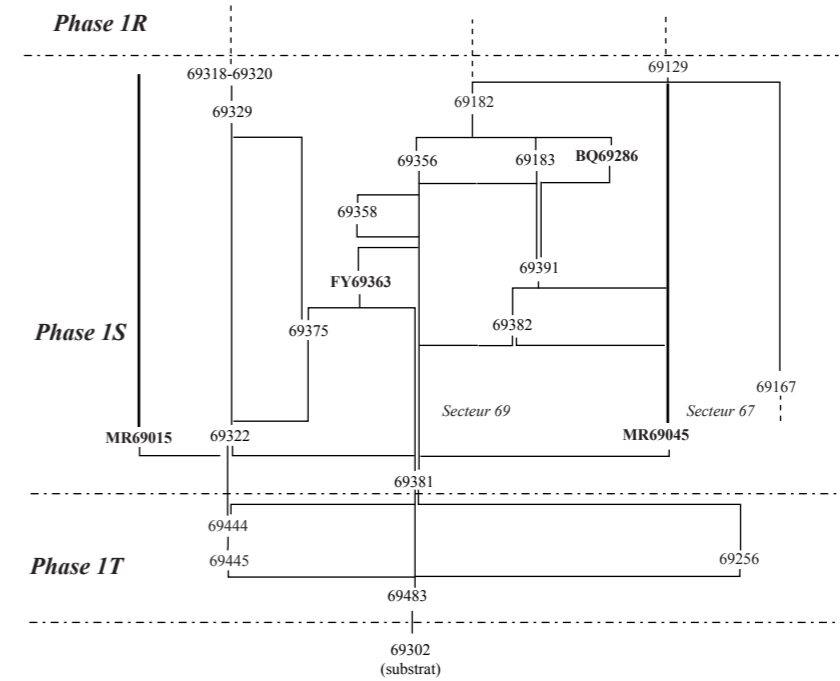 Phase 1R
69129
69318-69320
69182
69329
69356
69183
BQ69286
69358
69391
FY69363
69382
69375
Phase 1S
69167
Secteur 69
Secteur 67
MR69015
69322
MR69045
69381
69444
69445
69256
Phase 1T
69483
69302
(substrat)